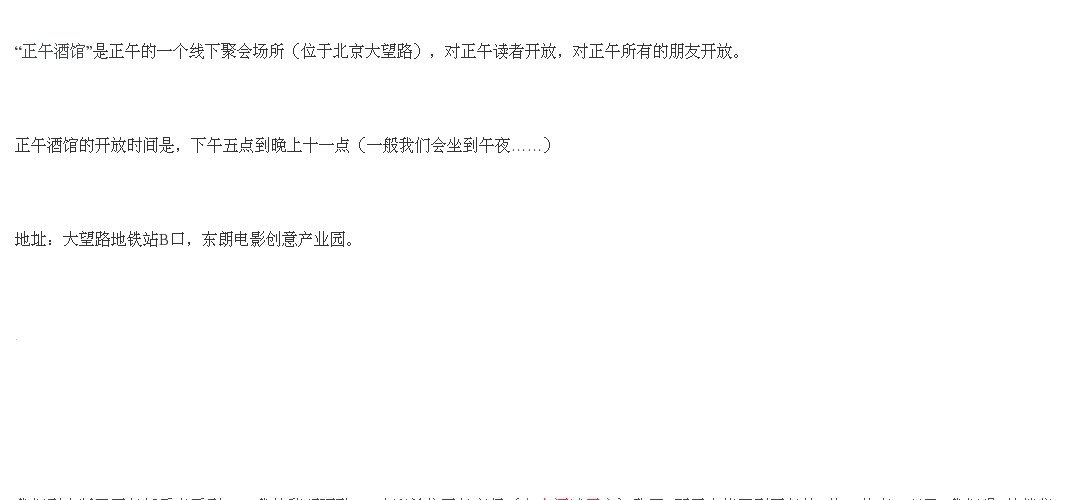 “正午酒馆”是正午的一个线下聚会场所（位于北京大望路），对正午读者开放，对正午所有的朋友开放。
正午酒馆的开放时间是，下午五点到晚上十一点（一般我们会坐到午夜……）
地址：大望路地铁站B口，东朗电影创意产业园。